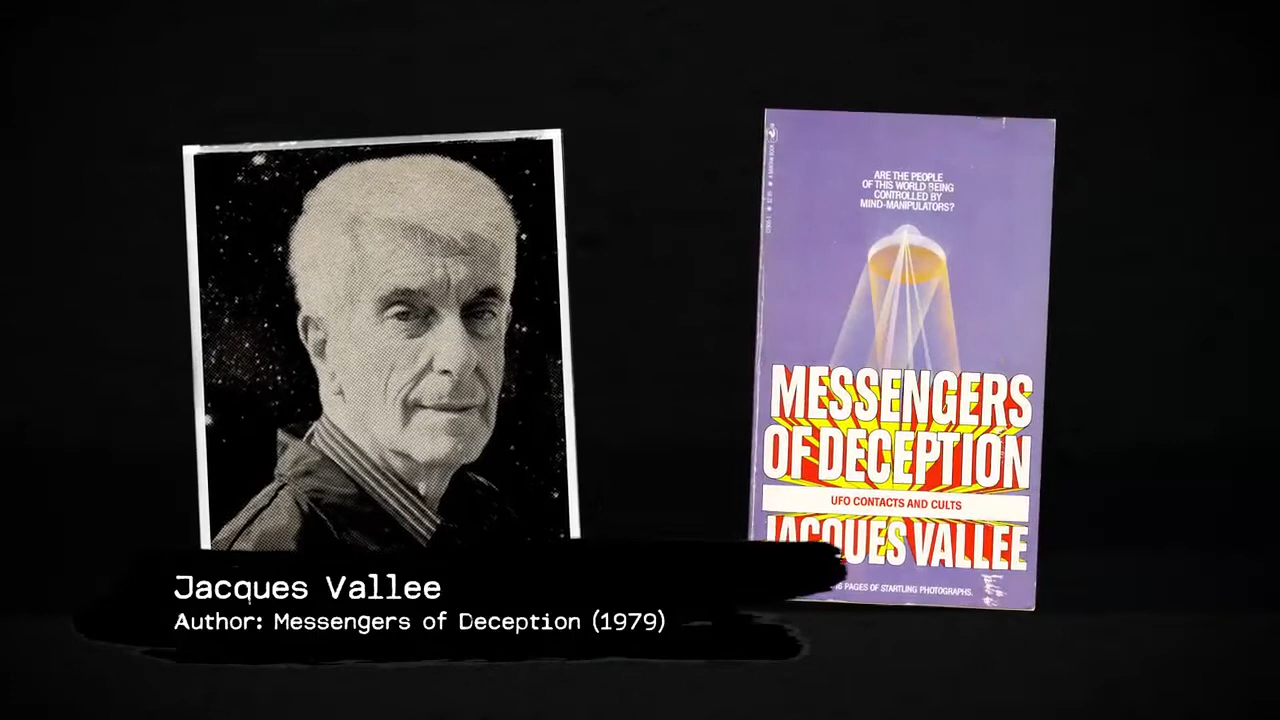 ARE THE PEOPLE
OF THIS WORLD BEING
CONTROLLED BY
MIND-MANIPULATORS?
MESSENGERS
OF DECEPTION
UFO CONTACTS AND CULTS
JACQUES VALLEE
PAGES OF STARTLING PHOTOGRAPHS.
Jacques Vallee
Author: Messengers of Deception (1979)